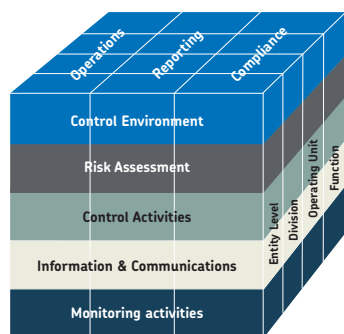 Operations
Reporting
Compliance
Control Environment
Risk Assessment
Control Activities
Information & Communications
Monitoring activities
Entity Level
Division
Operating Unit
Function